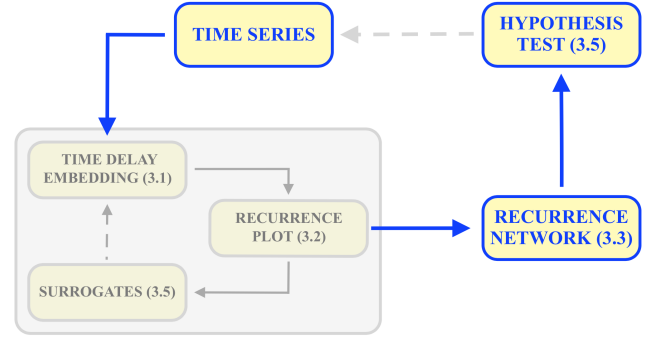 TIME SERIES
HYPOTHESIS
TEST (3.5)
TIME DELAY
EMBEDDING (3.1)
RECURRENCE
PLOT (3.2)
RECURRENCE
NETWORK (3.3)
SURROGATES (3.5)